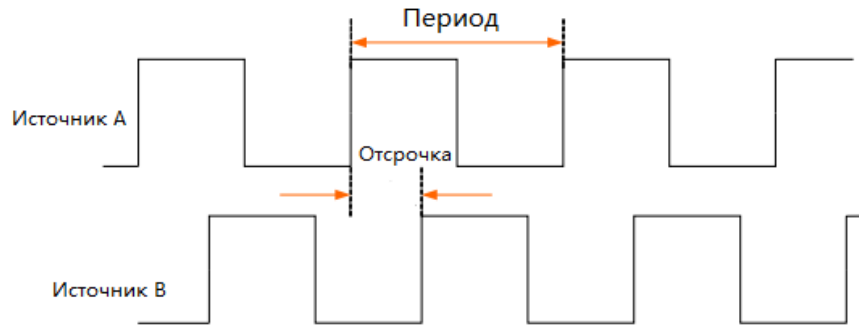 Период
Источник А
Отсрочка
Источник В